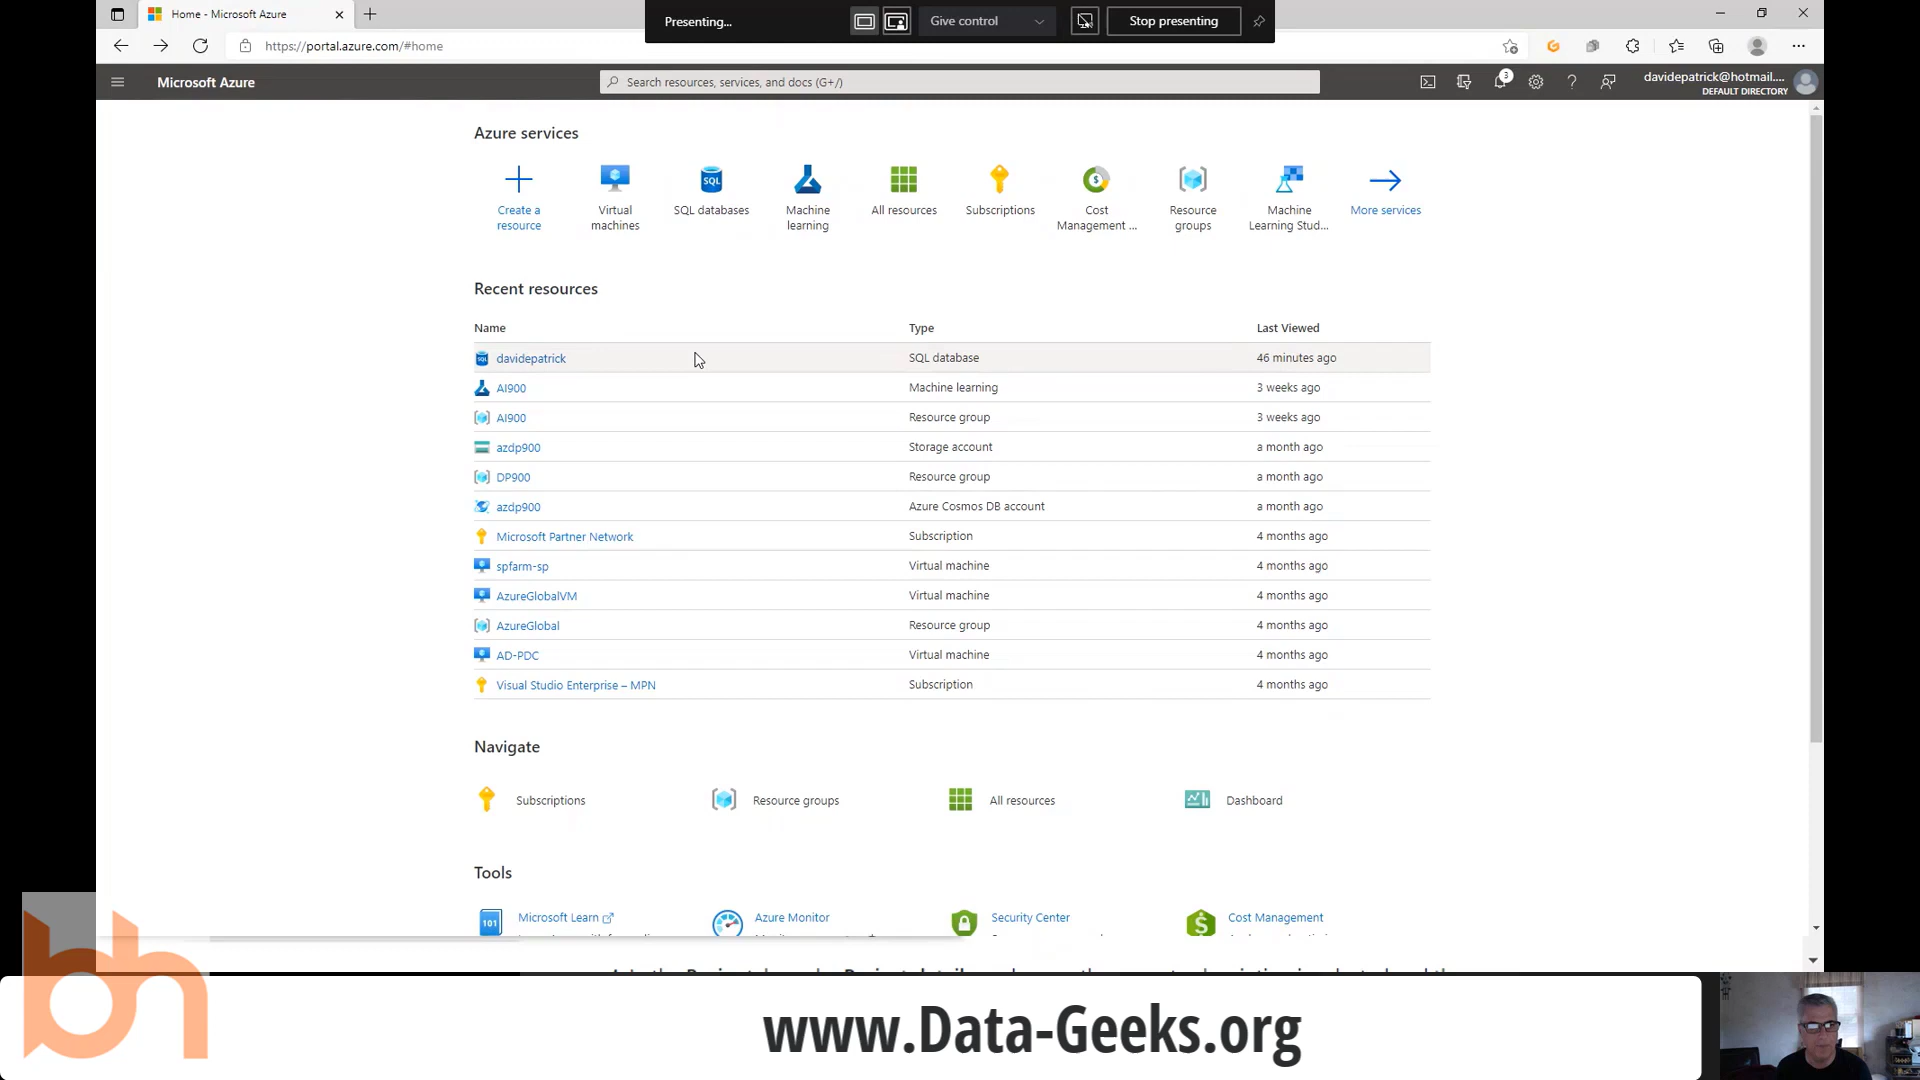 Home - Microsoft Azure
Presenting...
Give control
Stop presenting
https://portal.azure.com/#home
Microsoft Azure
Search resources, services, and docs (G+/)
3
davidepatrick@hotmail....
DEFAULT DIRECTORY
Azure services
Create a resource
Virtual machines
SQL
SQL databases
Machine learning
All resources
Subscriptions
Cost Management ...
Resource groups
Machine Learning Stud...
More services
Recent resources
Name Type Last Viewed
davidepatrick SQL database 46 minutes ago
AI900 Machine learning 3 weeks ago
AI900 Resource group 3 weeks ago
azdp900 Storage account a month ago
DP900 Resource group a month ago
azdp900 Azure Cosmos DB account a month ago
Microsoft Partner Network Subscription 4 months ago
spfarm-sp Virtual machine 4 months ago
AzureGlobalVM Virtual machine 4 months ago
AzureGlobal Resource group 4 months ago
AD-PDC Virtual machine 4 months ago
Visual Studio Enterprise – MPN Subscription 4 months ago
Navigate
Subscriptions Resource groups All resources Dashboard
Tools
101 Microsoft Learn Azure Monitor Security Center Cost Management
bh
www.Data-Geeks.org